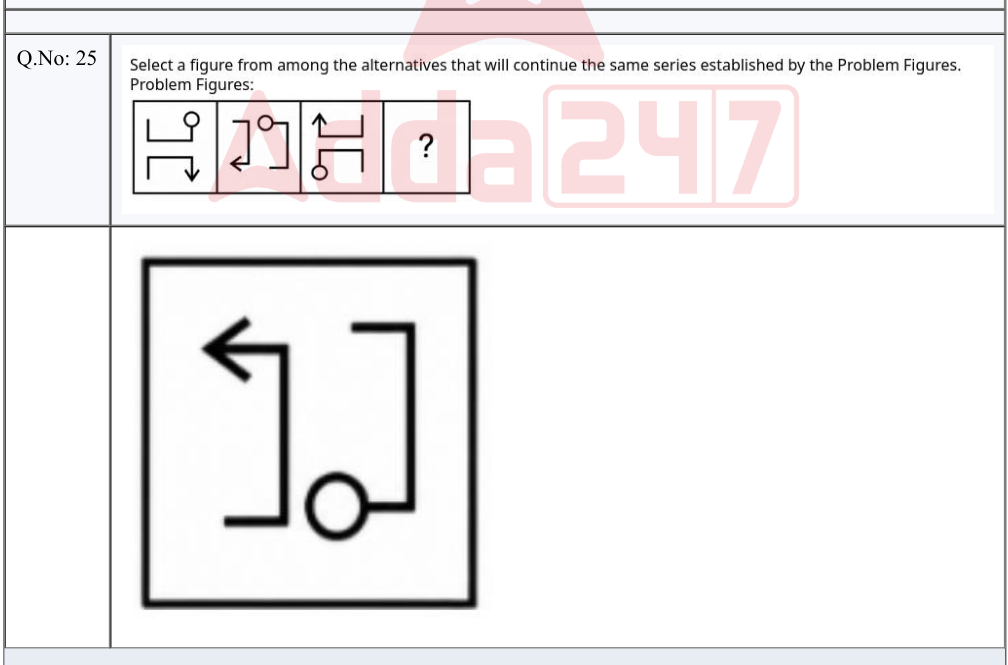 Q.No: 25
Select a figure from among the alternatives that will continue the same series established by the Problem Figures.
Problem Figures:
?
Adda247